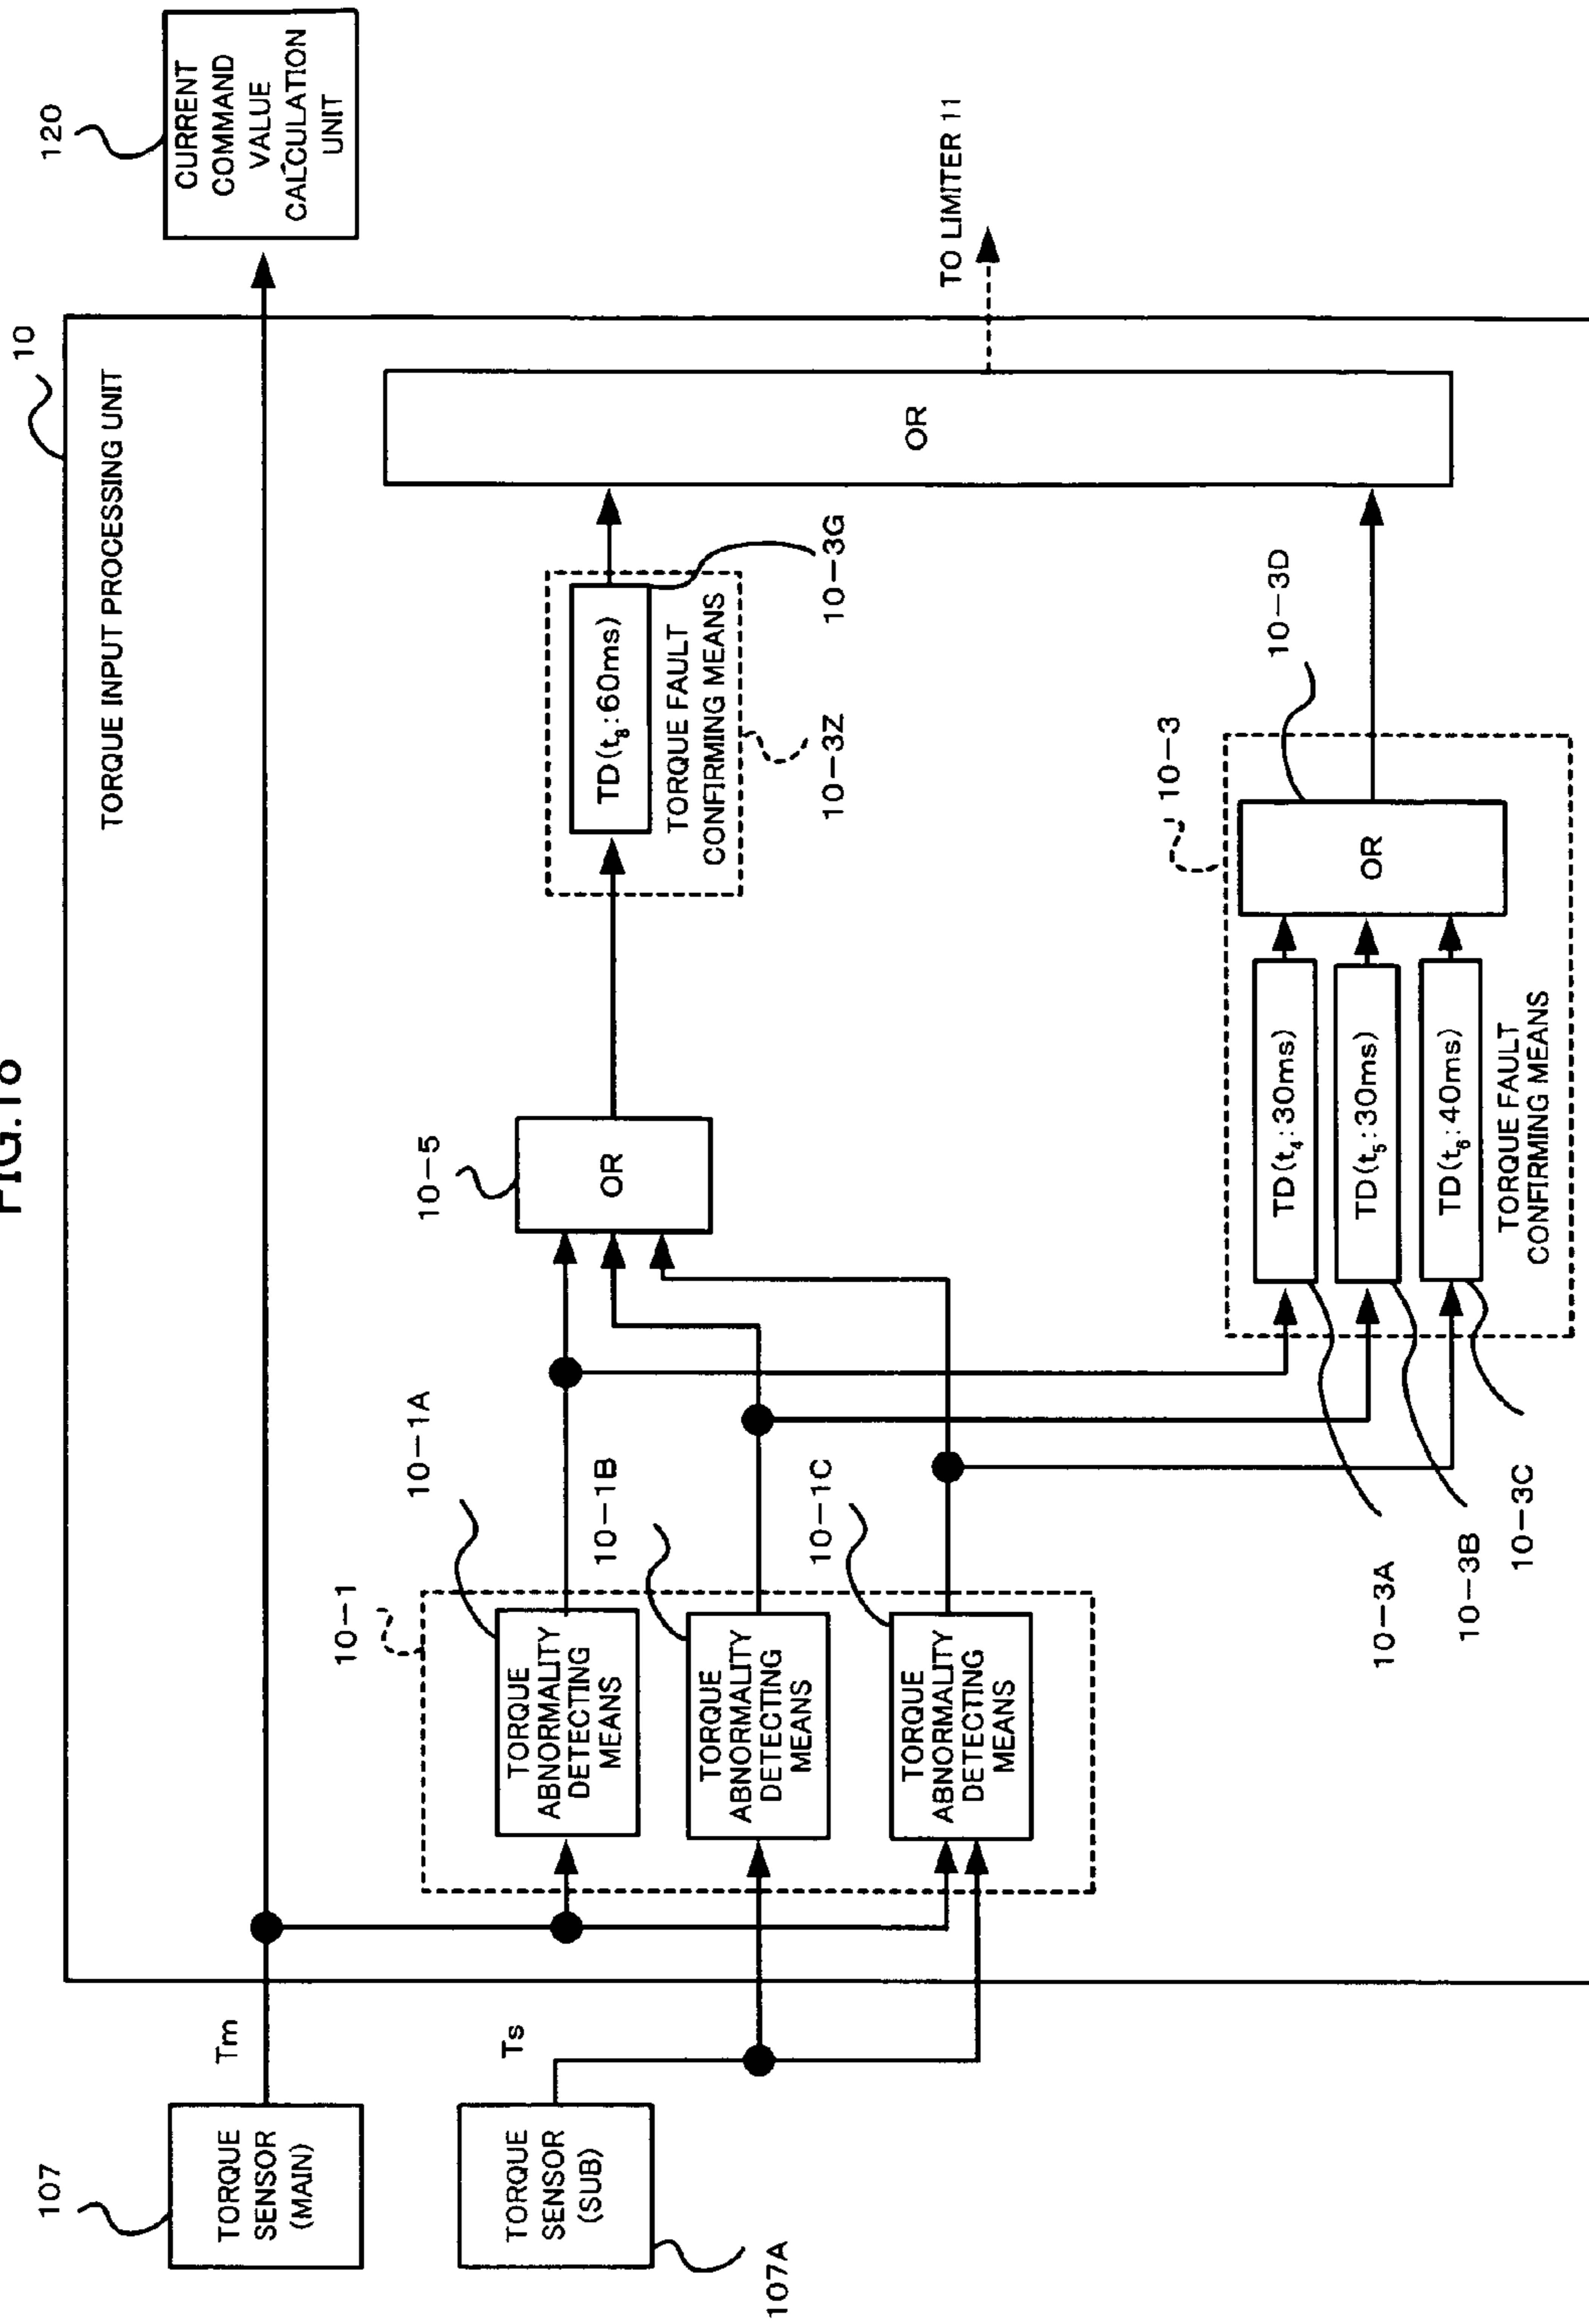 FIG.18
107
TORQUE
SENSOR
(MAIN)
Tm
107A
TORQUE
SENSOR
(SUB)
Ts
10
TORQUE INPUT PROCESSING UNIT
120
CURRENT
COMMAND
VALUE
CALCULATION
UNIT
10-1
10-1A
TORQUE
ABNORMALITY
DETECTING
MEANS
10-1B
TORQUE
ABNORMALITY
DETECTING
MEANS
10-1C
TORQUE
ABNORMALITY
DETECTING
MEANS
10-5
OR
TD(t₈:60ms)
TORQUE FAULT
CONFIRMING MEANS
10-3G
10-3Z
OR
TO LIMITER 11
10-3
10-3D
TD(t₄:30ms)
TD(t₅:30ms)
TD(t₆:40ms)
OR
TORQUE FAULT
CONFIRMING MEANS
10-3A
10-3B
10-3C